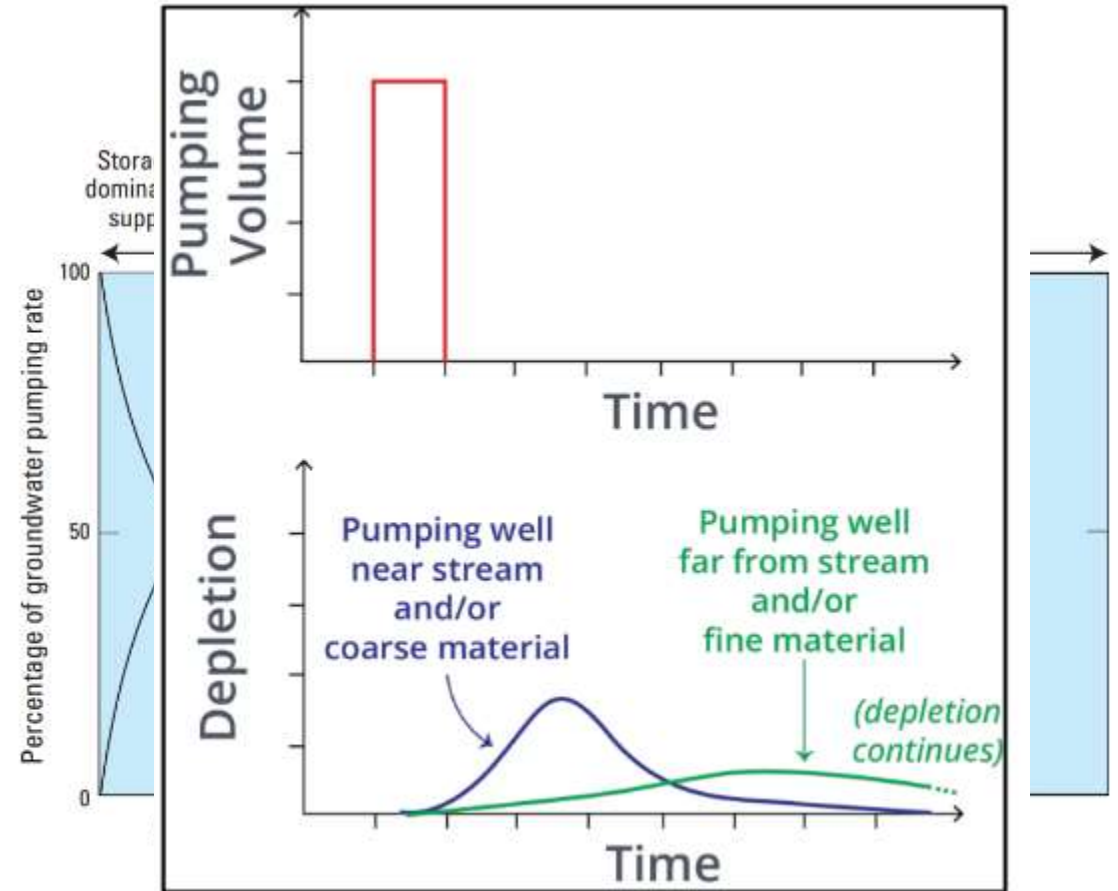 Pumping
Volume
Time
Stora
domina
supp
100
50
0
Percentage of groundwater pumping rate
Depletion
Pumping well
near stream
and/or
coarse material
Pumping well
far from stream
and/or
fine material
(depletion
continues)
Time